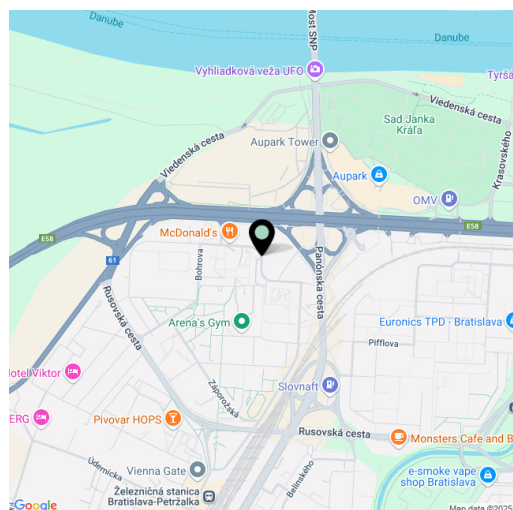 Danube
Most SNP
Danube
Vyhliadková veža UFO
Tyrša
Viedenská cesta
Sad Janka
Kráľa
Viedenská cesta
Aupark Tower
Krasovského
Aupark
OMV
McDonald's
E58
E58
61
Bohrova
Panónska cesta
Rusovská cesta
Arena's Gym
Euronics TPD - Bratislava
Pifflova
Hotel Viktor
Záporožská
Slovnaft
ERG
Pivovar HOPS
Rusovská cesta
Monsters Cafe and B
Údernícka
Vienna Gate
Belinského
e-smoke vape
shop Bratislava
Železničná stanica
Bratislava-Petržalka
Google
Map data ©2025